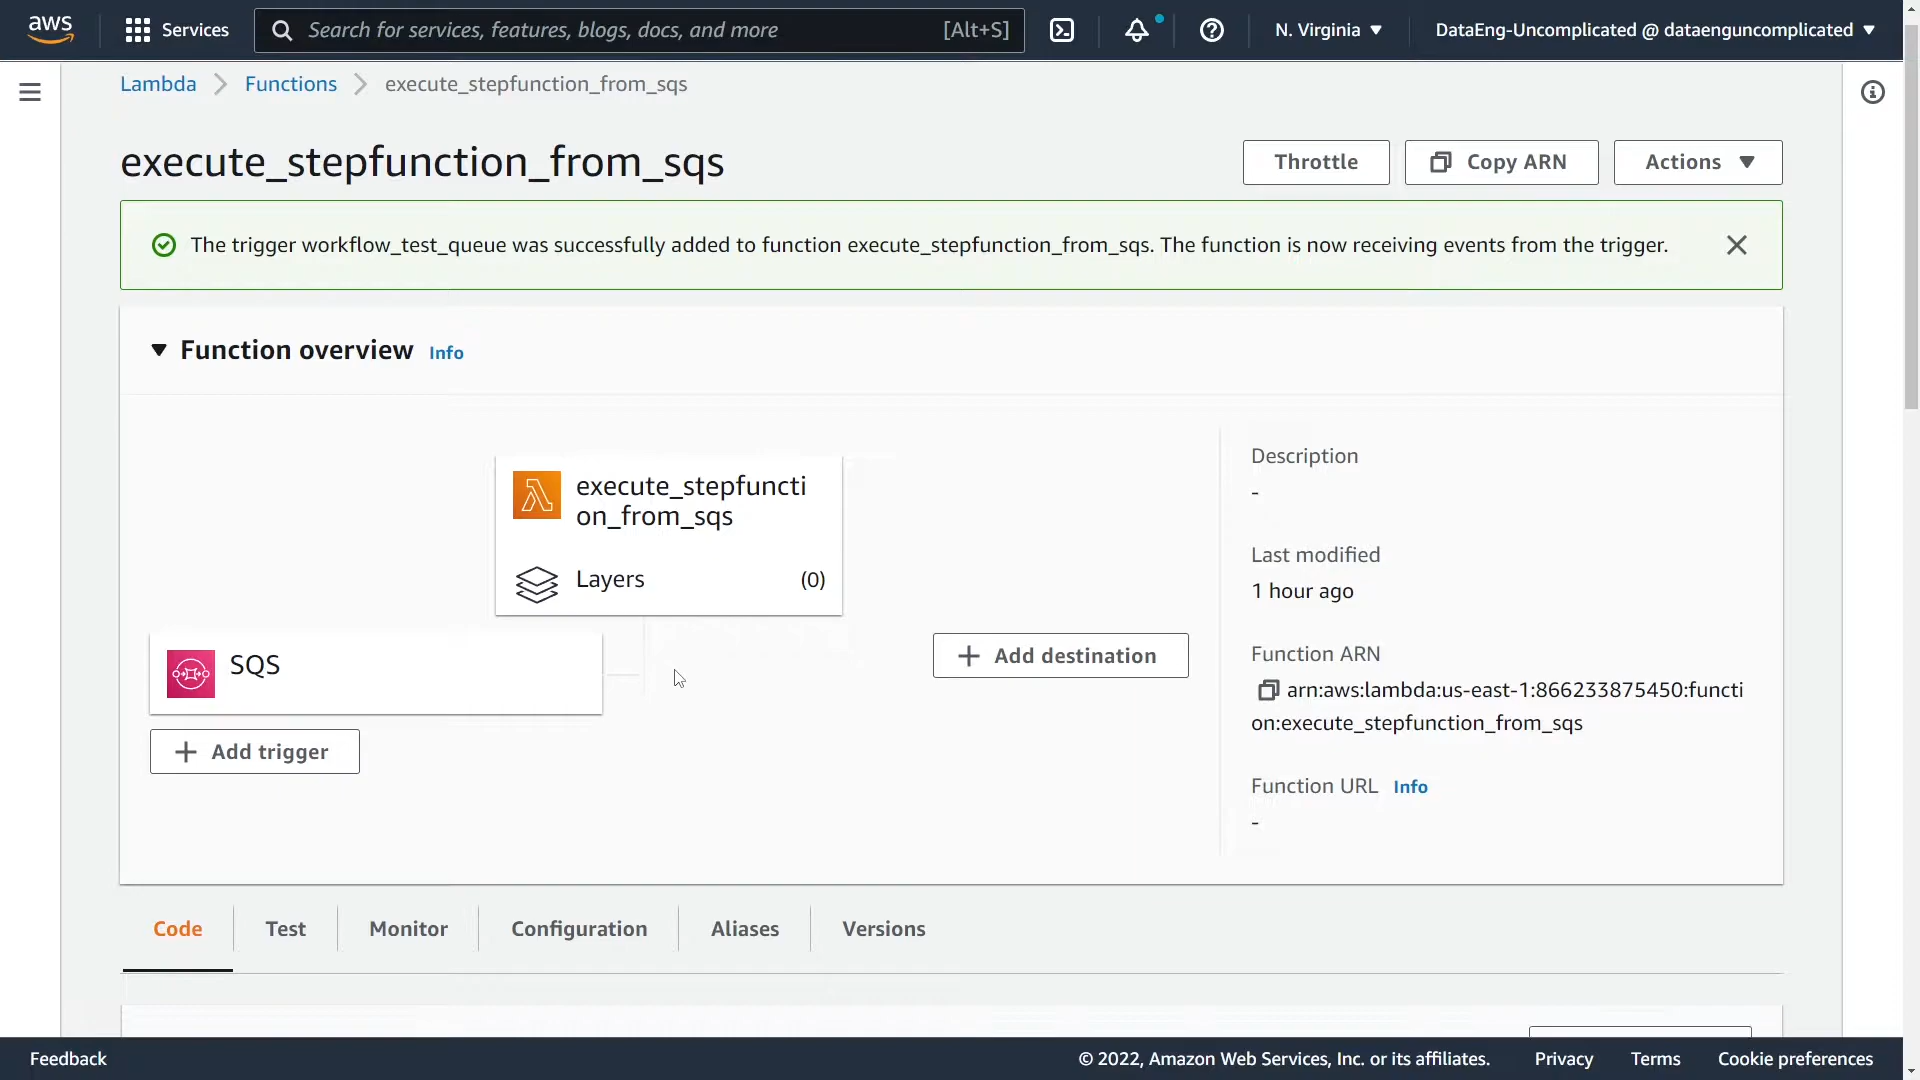 aws
Services
Search for services, features, blogs, docs, and more
[Alt+S]
N. Virginia
DataEng-Uncomplicated @ dataenguncomplicated
Lambda
Functions
execute_stepfunction_from_sqs
execute_stepfunction_from_sqs
Throttle
Copy ARN
Actions
The trigger workflow_test_queue was successfully added to function execute_stepfunction_from_sqs. The function is now receiving events from the trigger.
Function overview
Info
execute_stepfuncti
on_from_sqs
Layers
(0)
SQS
Add trigger
Add destination
Description
-
Last modified
1 hour ago
Function ARN
arn:aws:lambda:us-east-1:866233875450:functi
on:execute_stepfunction_from_sqs
Function URL
Info
-
Code
Test
Monitor
Configuration
Aliases
Versions
Feedback
© 2022, Amazon Web Services, Inc. or its affiliates.
Privacy
Terms
Cookie preferences